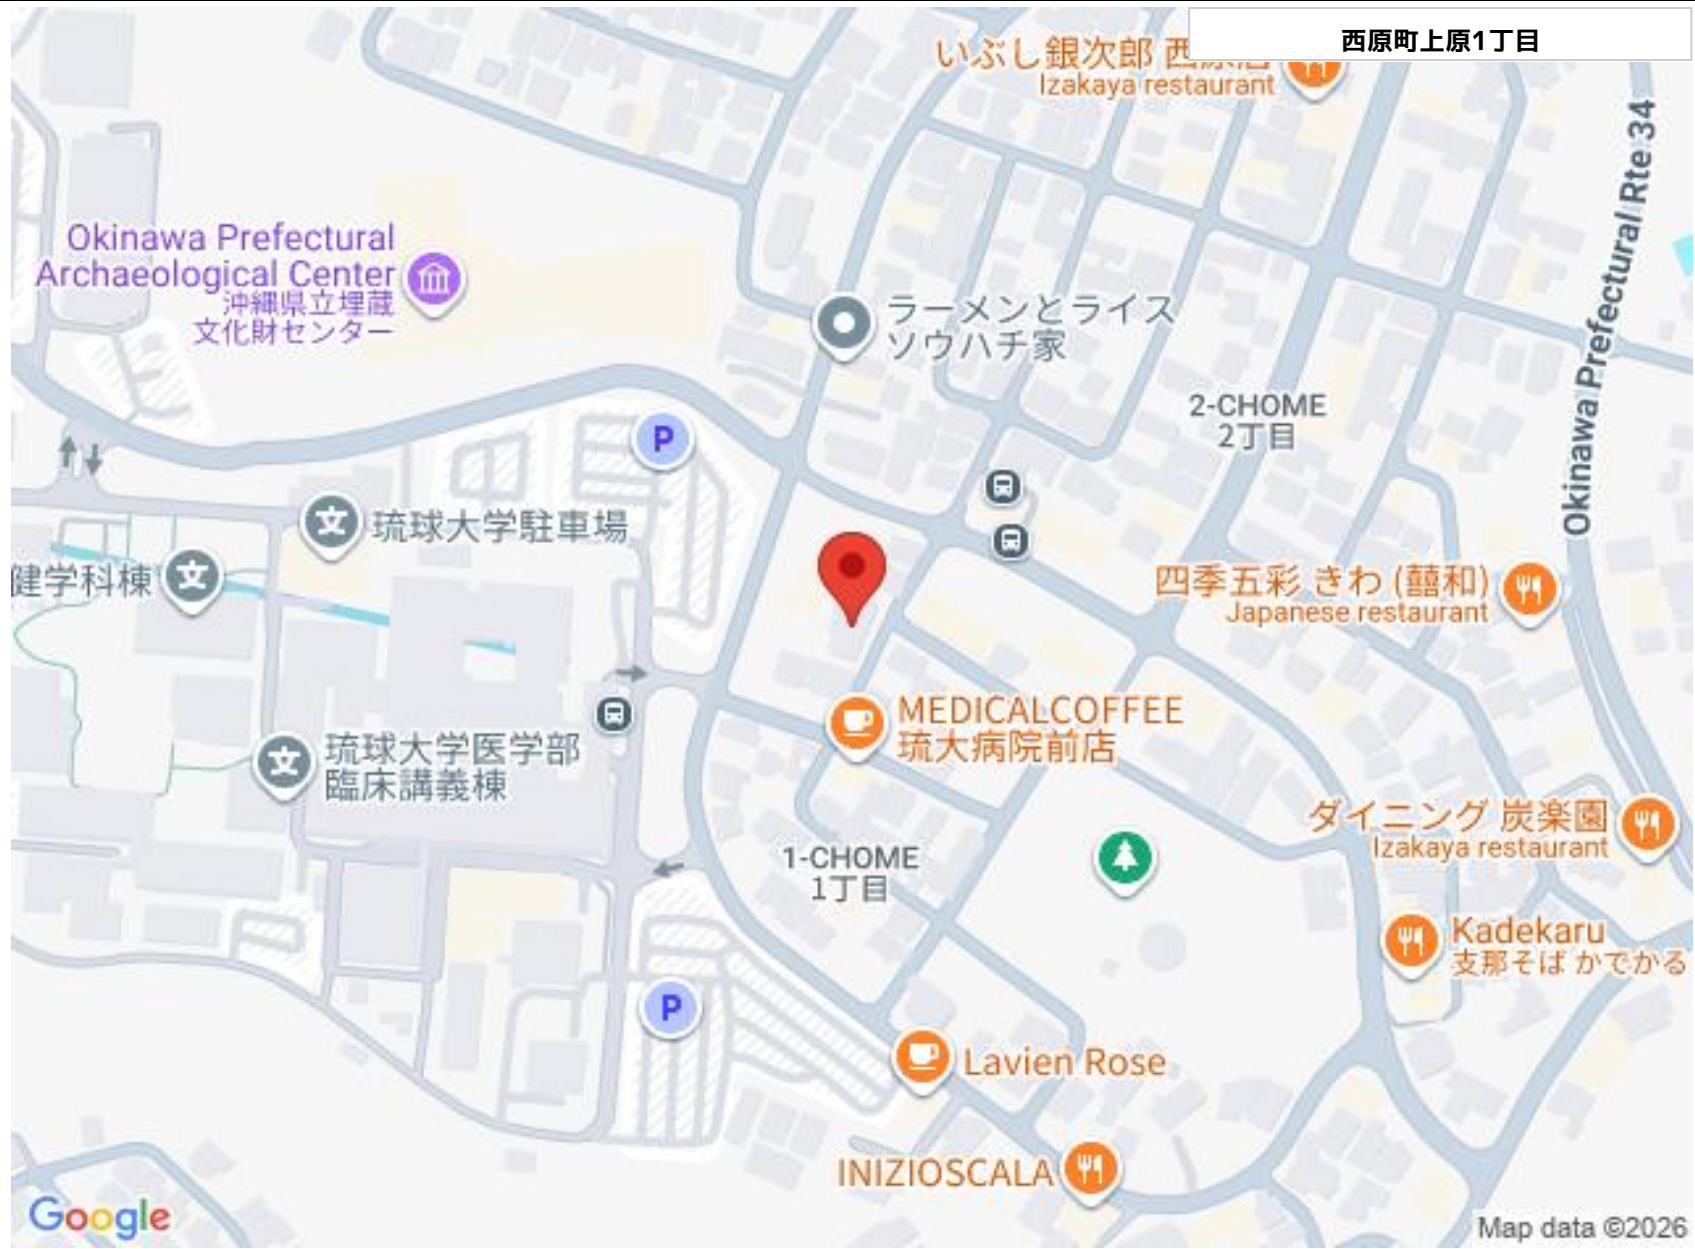 西原町上原1丁目
いぶし銀次郎
Izakaya restaurant
Okinawa Prefectural Rte 34
Okinawa Prefectural
Archaeological Center
沖縄県立埋蔵
文化財センター
ラーメンとライス
ソウハチ家
2-CHOME
2丁目
P
琉球大学駐車場
健学科棟
四季五彩 きわ (囍和)
Japanese restaurant
MEDICALCOFFEE
琉大病院前店
琉球大学医学部
臨床講義棟
ダイニング 炭楽園
Izakaya restaurant
1-CHOME
1丁目
Kadekaru
支那そば かでかる
P
Lavien Rose
INIZIOSCALA
Google
Map data ©2026